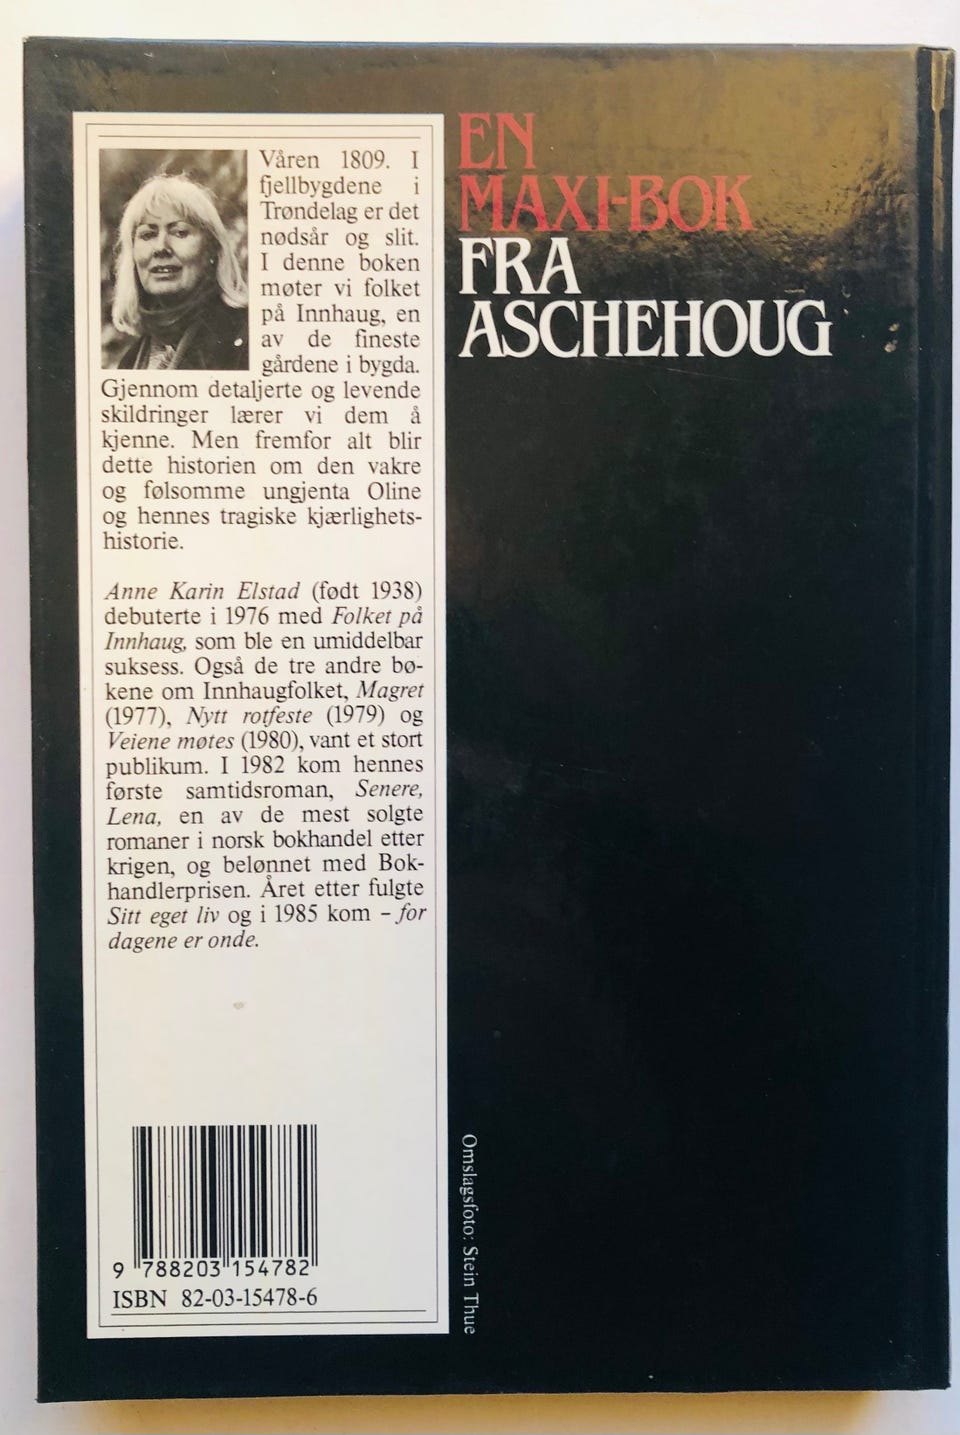 Våren 1809. I
fjellbygdene i
Trøndelag er det
nødsår og slit.
I denne boken
møter vi folket
på Innhaug, en
av de fineste
gårdene i bygda.
Gjennom detaljerte og levende
skildringer lærer vi dem å
kjenne. Men fremfor alt blir
dette historien om den vakre
og følsomme ungjenta Oline
og hennes tragiske kjærlighets-
historie.
Anne Karin Elstad (født 1938)
debuterte i 1976 med Folket på
Innhaug, som ble en umiddelbar
suksess. Også de tre andre bø-
kene om Innhaugfolket, Magret
(1977), Nytt rotfeste (1979) og
Veiene møtes (1980), vant et stort
publikum. I 1982 kom hennes
første samtidsroman, Senere,
Lena, en av de mest solgte
romaner i norsk bokhandel etter
krigen, og belønnet med Bok-
handlerprisen. Året etter fulgte
Sitt eget liv og i 1985 kom – for
dagene er onde.
9 788203 154782
ISBN 82-03-15478-6
EN
MAXI-BOK
FRA
ASCHEHOUG
Omslagsfoto: Stein Thue